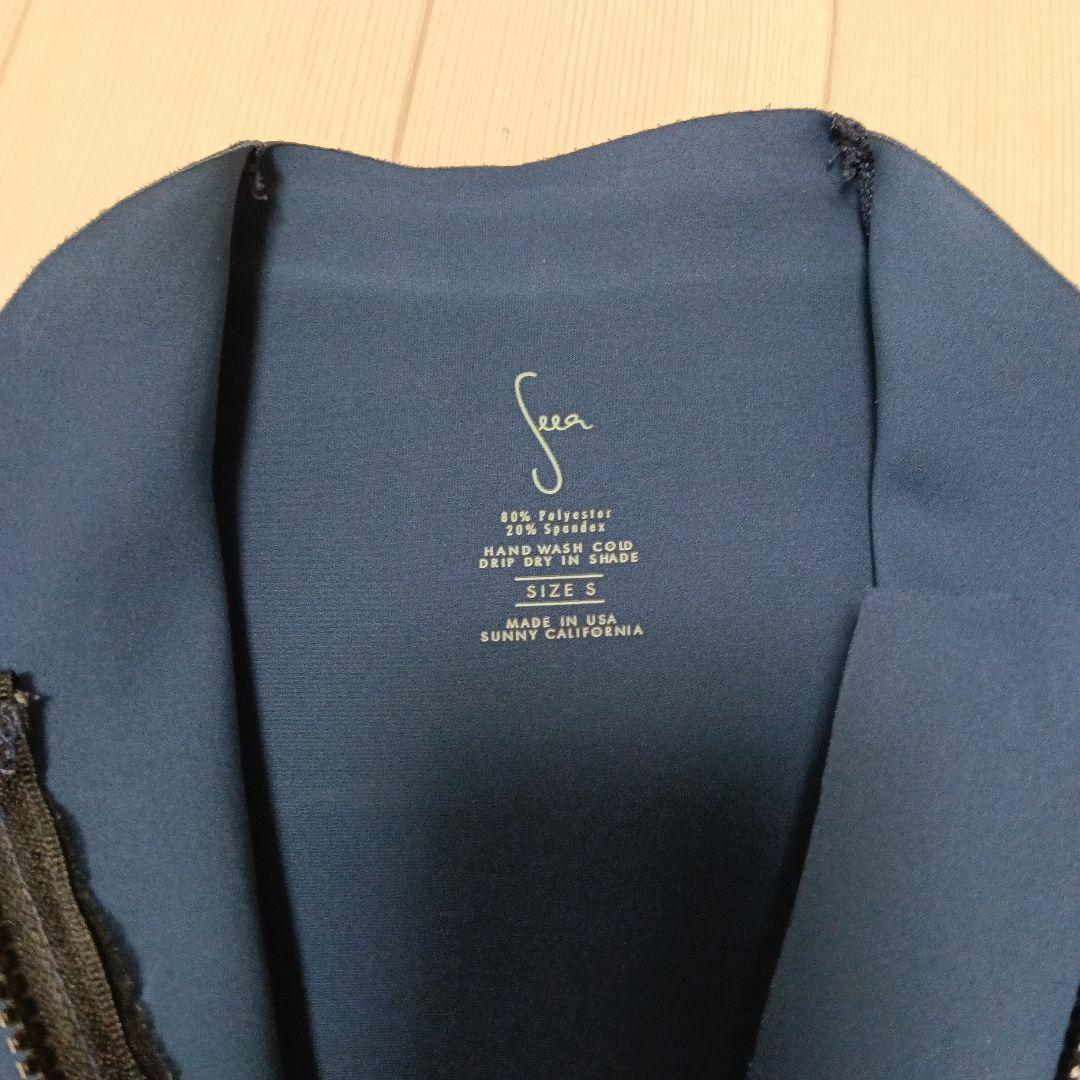 Seea
80% Polyester
20% Spandex
HAND WASH COLD
DRIP DRY IN SHADE
SIZE S
MADE IN USA
SUNNY CALIFORNIA